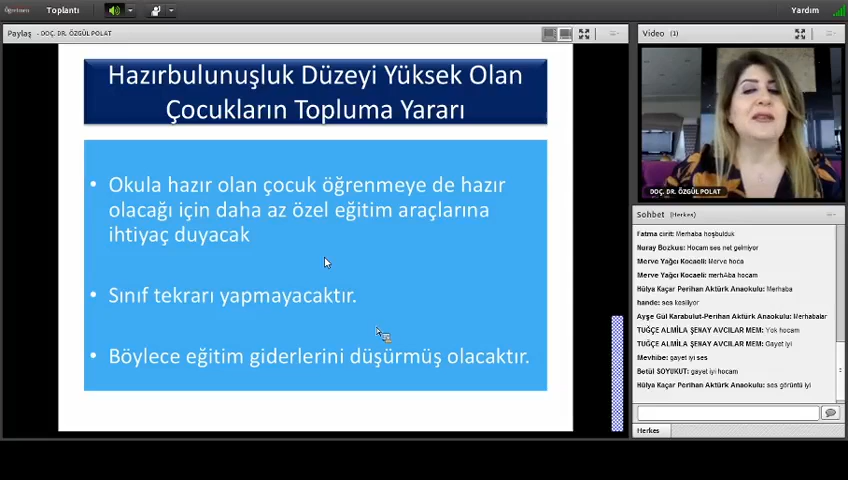 Öğretmen
Toplantı
Yardım
Paylaş - DOÇ. DR. ÖZGÜL POLAT
Hazırbulunuşluk Düzeyi Yüksek Olan
Çocukların Topluma Yararı
• Okula hazır olan çocuk öğrenmeye de hazır
olacağı için daha az özel eğitim araçlarına
ihtiyaç duyacak
• Sınıf tekrarı yapmayacaktır.
• Böylece eğitim giderlerini düşürmüş olacaktır.
Video (1)
DOÇ. DR. ÖZGÜL POLAT
Sohbet (Herkes)
Fatma cirit: Merhaba hoşbulduk
Nuray Bozkus: Hocam ses net gelmiyor
Merve Yağcı Kocaeli: Merve hoca
Merve Yağcı Kocaeli: merhAba hocam
Hülya Kaçar Perihan Aktürk Anaokulu: Merhaba
hande: ses kesliyor
Ayşe Gül Karabulut-Perihan Aktürk Anaokulu: Merhabalar
TUĞÇE ALMİLA ŞENAY AVCILAR MEM: Yok hocam
TUĞÇE ALMİLA ŞENAY AVCILAR MEM: Gayet iyi
Mevhibe: gayet iyi ses
Betül SOYUKUT: gayet iyi hocam
Hülya Kaçar Perihan Aktürk Anaokulu: ses görüntü iyi
Herkes